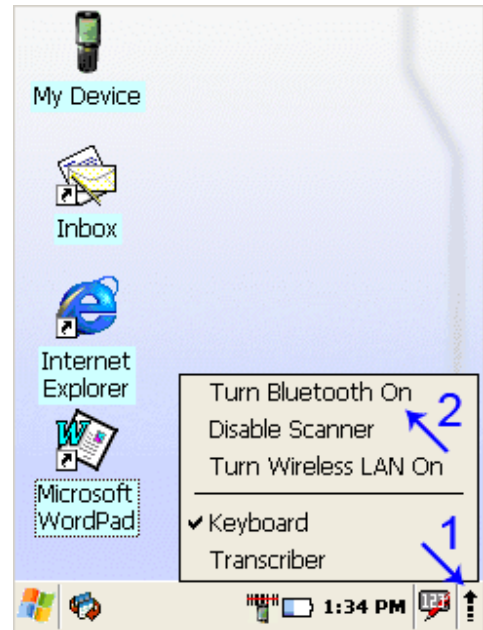 My Device
Inbox
Internet
Explorer
Microsoft
WordPad
Turn Bluetooth On
2
Disable Scanner
Turn Wireless LAN On
Keyboard
1
Transcriber
1:34 PM
123